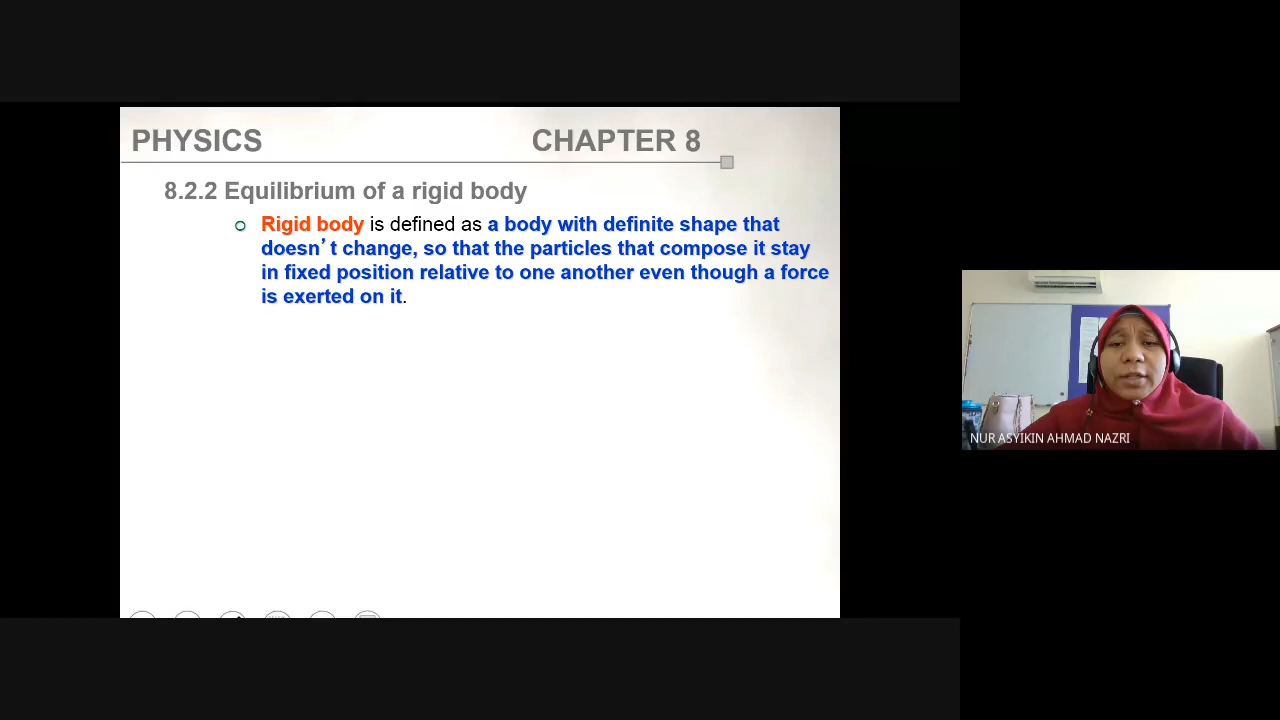 PHYSICS CHAPTER 8
8.2.2 Equilibrium of a rigid body
Rigid body is defined as a body with definite shape that
doesn’t change, so that the particles that compose it stay
in fixed position relative to one another even though a force
is exerted on it.
NUR ASYIKIN AHMAD NAZRI